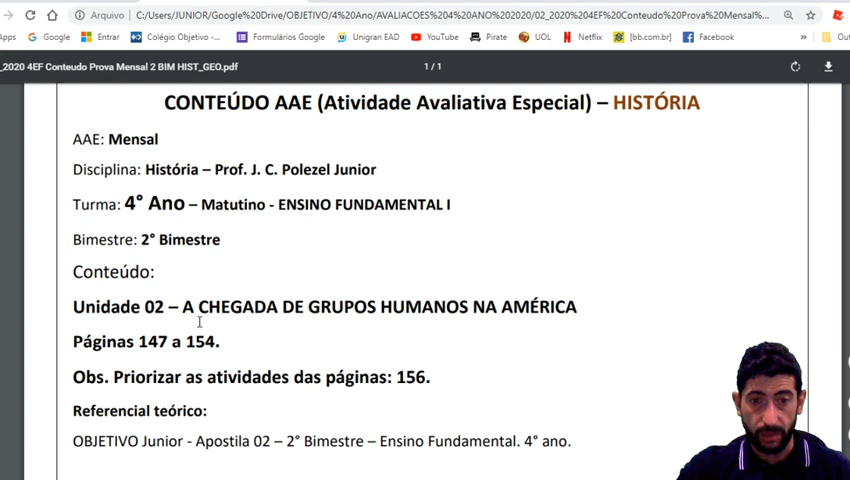 Arquivo | C:/Users/JUNIOR/Google%20Drive/OBJETIVO/4%20Ano/AVALIACOES%204%20ANO%202020/02_2020%204EF%20Conteudo%20Prova%20Mensal%2...
Apps Google Entrar Colégio Objetivo -... Formulários Google Unigran EAD YouTube Pirate UOL Netflix [bb.com.br] Facebook » Out
_2020 4EF Conteudo Prova Mensal 2 BIM HIST_GEO.pdf 1 / 1
CONTEÚDO AAE (Atividade Avaliativa Especial) – HISTÓRIA
AAE: Mensal
Disciplina: História – Prof. J. C. Polezel Junior
Turma: 4° Ano – Matutino - ENSINO FUNDAMENTAL I
Bimestre: 2° Bimestre
Conteúdo:
Unidade 02 – A CHEGADA DE GRUPOS HUMANOS NA AMÉRICA
Páginas 147 a 154.
Obs. Priorizar as atividades das páginas: 156.
Referencial teórico:
OBJETIVO Junior - Apostila 02 – 2° Bimestre – Ensino Fundamental. 4° ano.